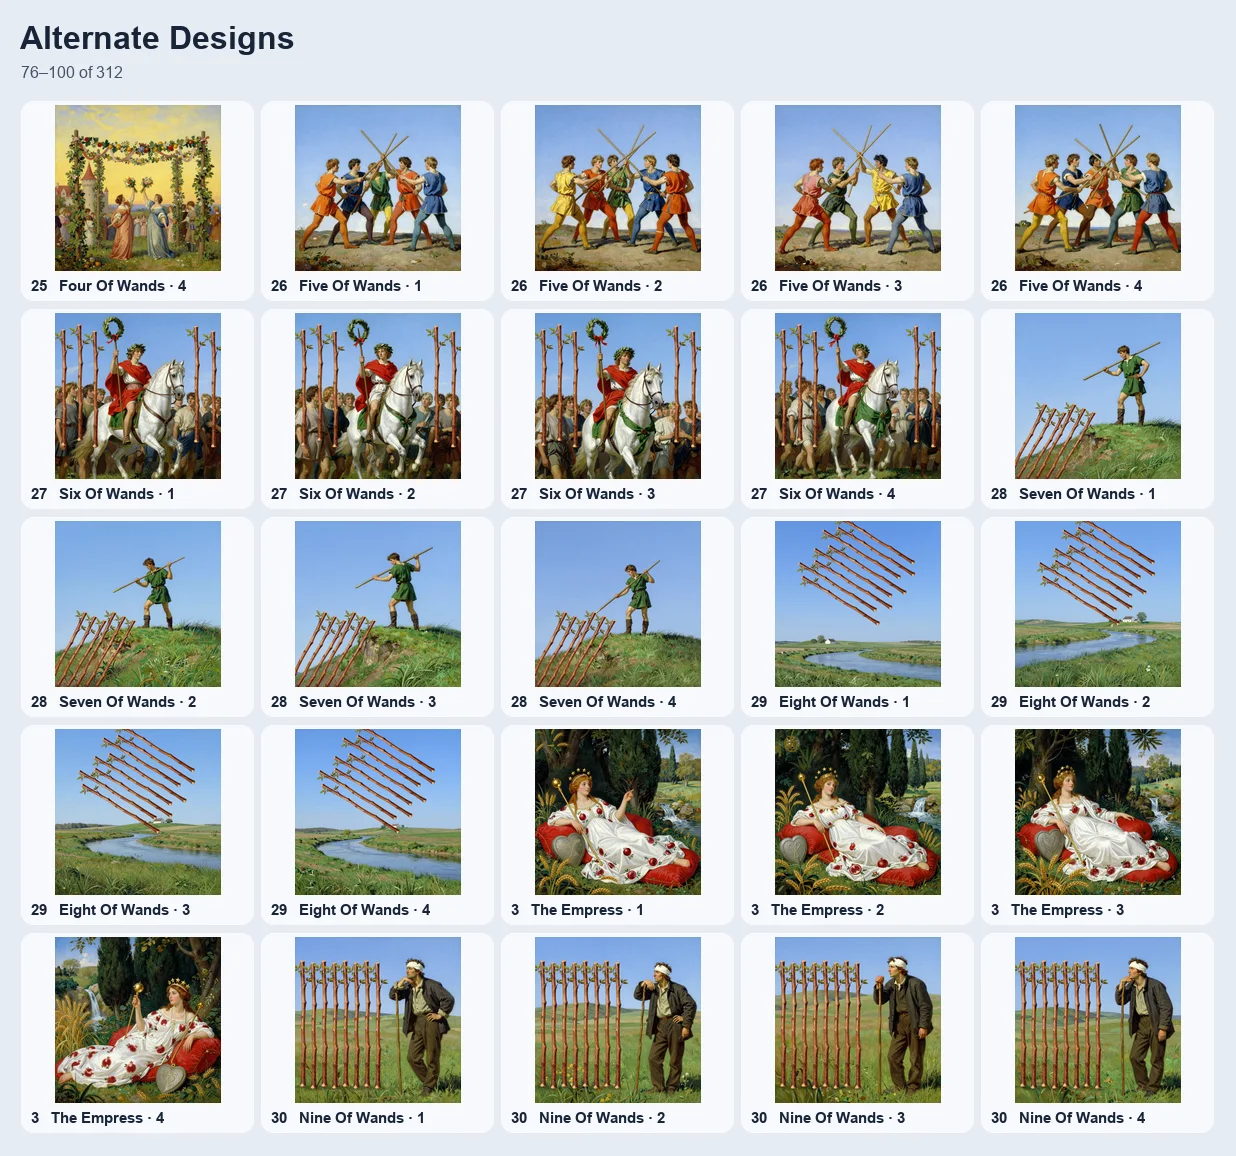 Alternate Designs
76–100 of 312
25 Four Of Wands · 4
26 Five Of Wands · 1
26 Five Of Wands · 2
26 Five Of Wands · 3
26 Five Of Wands · 4
27 Six Of Wands · 1
27 Six Of Wands · 2
27 Six Of Wands · 3
27 Six Of Wands · 4
28 Seven Of Wands · 1
28 Seven Of Wands · 2
28 Seven Of Wands · 3
28 Seven Of Wands · 4
29 Eight Of Wands · 1
29 Eight Of Wands · 2
29 Eight Of Wands · 3
29 Eight Of Wands · 4
3 The Empress · 1
3 The Empress · 2
3 The Empress · 3
3 The Empress · 4
30 Nine Of Wands · 1
30 Nine Of Wands · 2
30 Nine Of Wands · 3
30 Nine Of Wands · 4